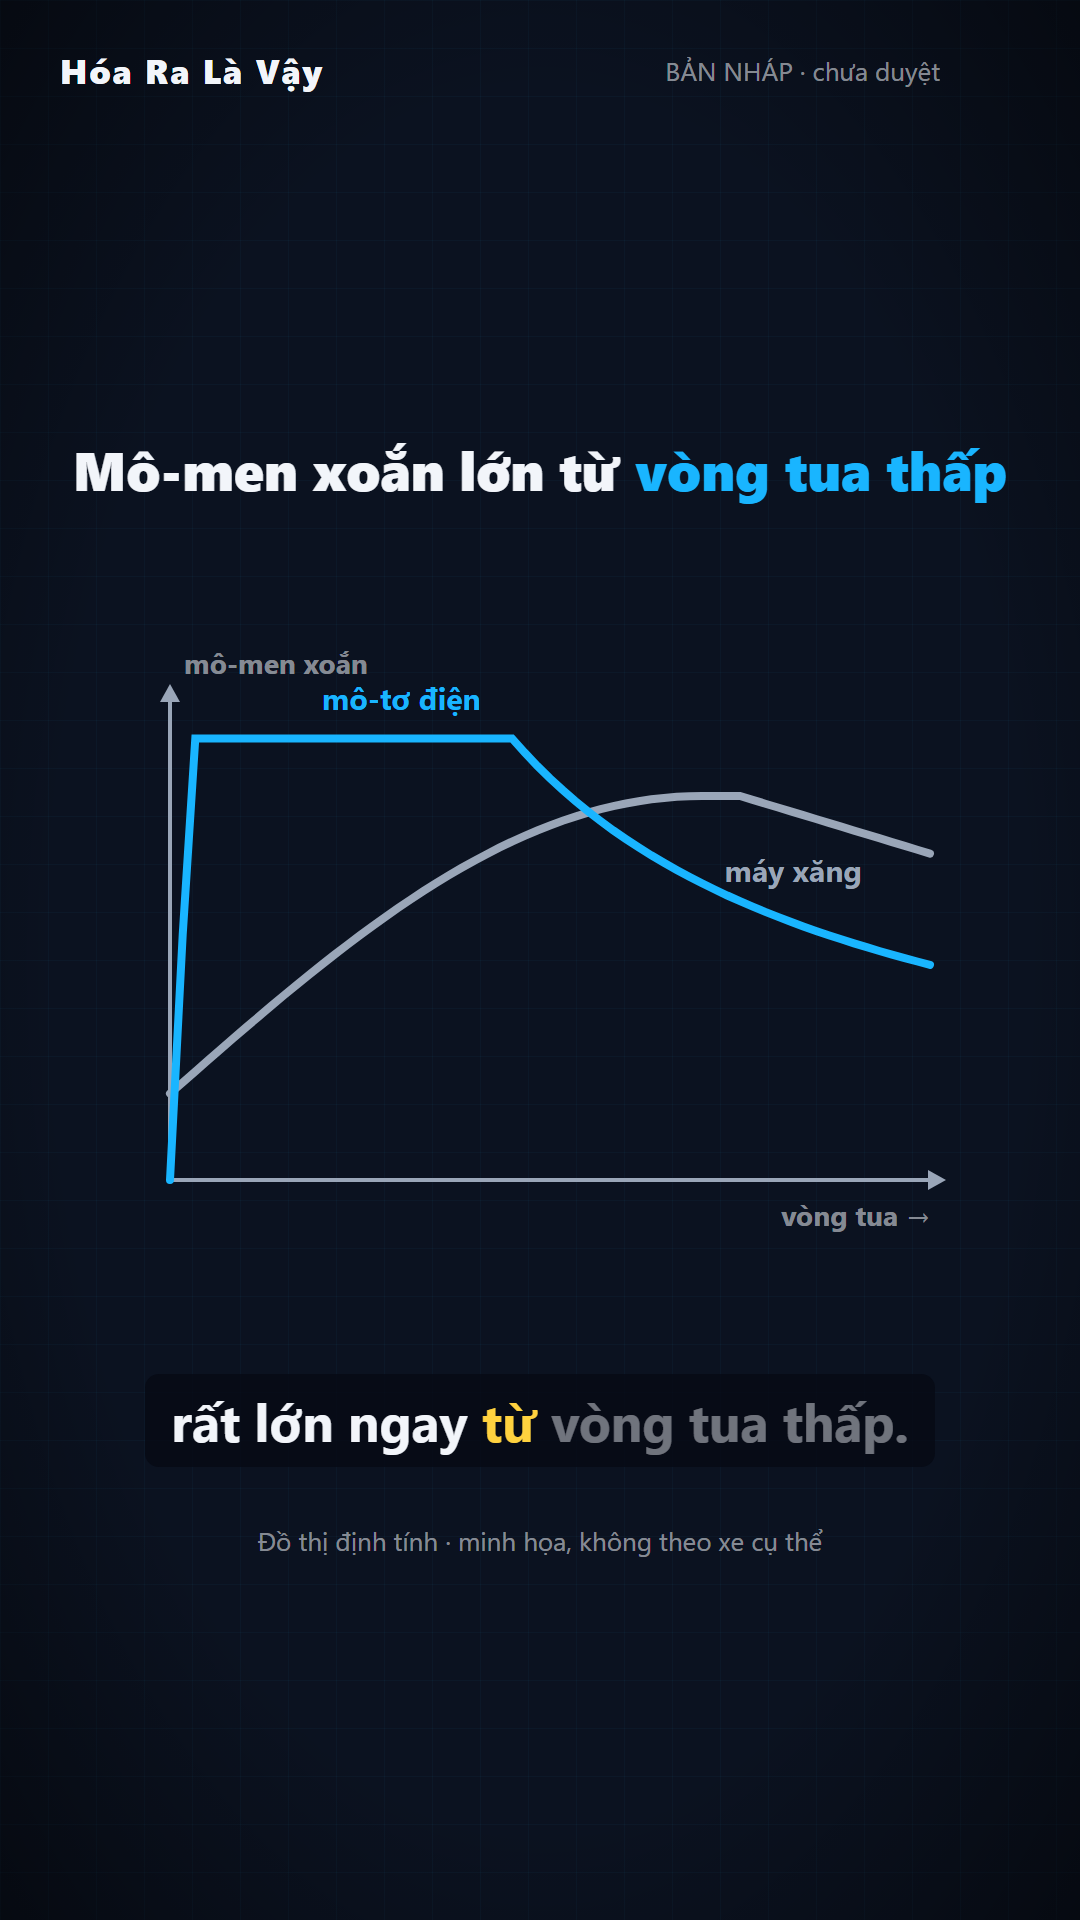 Hóa Ra Là Vậy
BẢN NHÁP · chưa duyệt
Mô-men xoắn lớn từ vòng tua thấp
mô-men xoắn
mô-tơ điện
máy xăng
vòng tua →
rất lớn ngay từ vòng tua thấp.
Đồ thị định tính · minh họa, không theo xe cụ thể